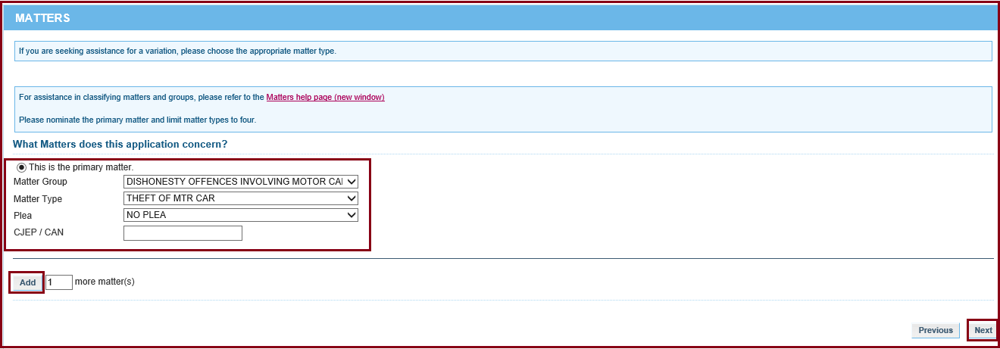 MATTERS
If you are seeking assistance for a variation, please choose the appropriate matter type.
For assistance in classifying matters and groups, please refer to the Matters help page (new window)
Please nominate the primary matter and limit matter types to four.
What Matters does this application concern?
This is the primary matter.
Matter Group DISHONESTY OFFENCES INVOLVING MOTOR CAI
Matter Type THEFT OF MTR CAR
Plea NO PLEA
CJEP / CAN
Add 1 more matter(s)
Previous Next